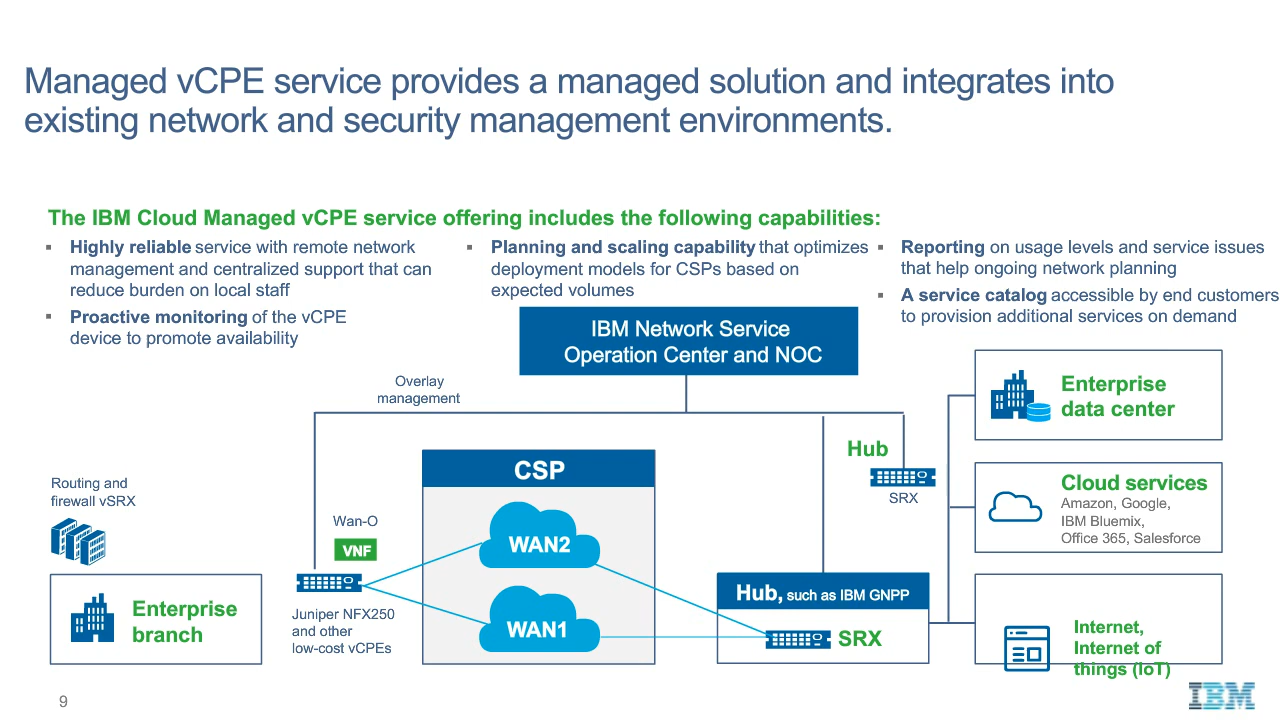 Managed vCPE service provides a managed solution and integrates into
existing network and security management environments.
The IBM Cloud Managed vCPE service offering includes the following capabilities:
▪ Highly reliable service with remote network
management and centralized support that can
reduce burden on local staff
▪ Proactive monitoring of the vCPE
device to promote availability
▪ Planning and scaling capability that optimizes
deployment models for CSPs based on
expected volumes
▪ Reporting on usage levels and service issues
that help ongoing network planning
▪ A service catalog accessible by end customers
to provision additional services on demand
IBM Network Service
Operation Center and NOC
Overlay
management
Routing and
firewall vSRX
Enterprise
branch
Wan-O
VNF
Juniper NFX250
and other
low-cost vCPEs
CSP
WAN2
WAN1
Hub
SRX
Hub, such as IBM GNPP
SRX
Enterprise
data center
Cloud services
Amazon, Google,
IBM Bluemix,
Office 365, Salesforce
Internet,
Internet of
things (IoT)
9
IBM